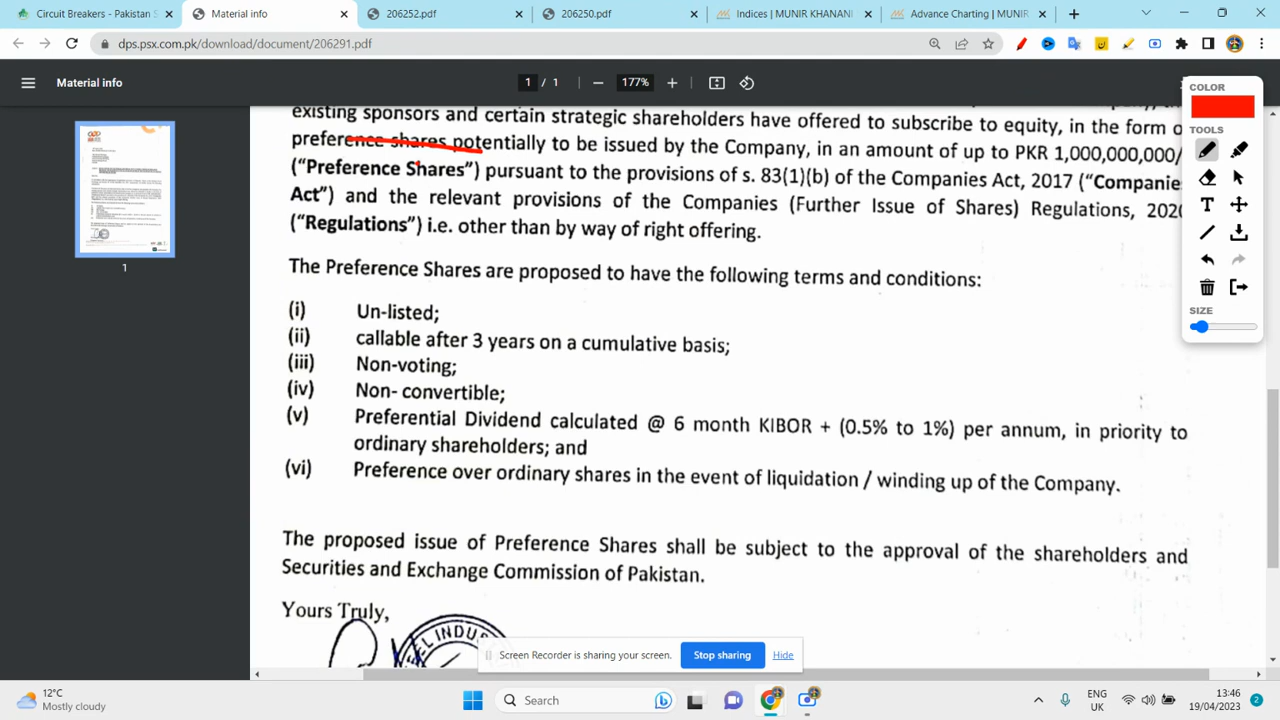 Circuit Breakers - Pakistan S
Material info
206252.pdf
206250.pdf
Indices | MUNIR KHANANI
Advance Charting | MUNIR
dps.psx.com.pk/download/document/206291.pdf
Material info
1 / 1
177%
COLOR
TOOLS
SIZE
1
existing sponsors and certain strategic shareholders have offered to subscribe to equity, in the form o
preference shares potentially to be issued by the Company, in an amount of up to PKR 1,000,000,000/
("Preference Shares") pursuant to the provisions of s. 83(1)(b) of the Companies Act, 2017 ("Companies
Act") and the relevant provisions of the Companies (Further Issue of Shares) Regulations, 2020
("Regulations") i.e. other than by way of right offering.
The Preference Shares are proposed to have the following terms and conditions:
(i) Un-listed;
(ii) callable after 3 years on a cumulative basis;
(iii) Non-voting;
(iv) Non- convertible;
(v) Preferential Dividend calculated @ 6 month KIBOR + (0.5% to 1%) per annum, in priority to
ordinary shareholders; and
(vi) Preference over ordinary shares in the event of liquidation / winding up of the Company.
The proposed issue of Preference Shares shall be subject to the approval of the shareholders and
Securities and Exchange Commission of Pakistan.
Yours Truly,
EL INDUS
Screen Recorder is sharing your screen.
Stop sharing
Hide
12°C
Mostly cloudy
Search
ENG
UK
13:46
19/04/2023
2